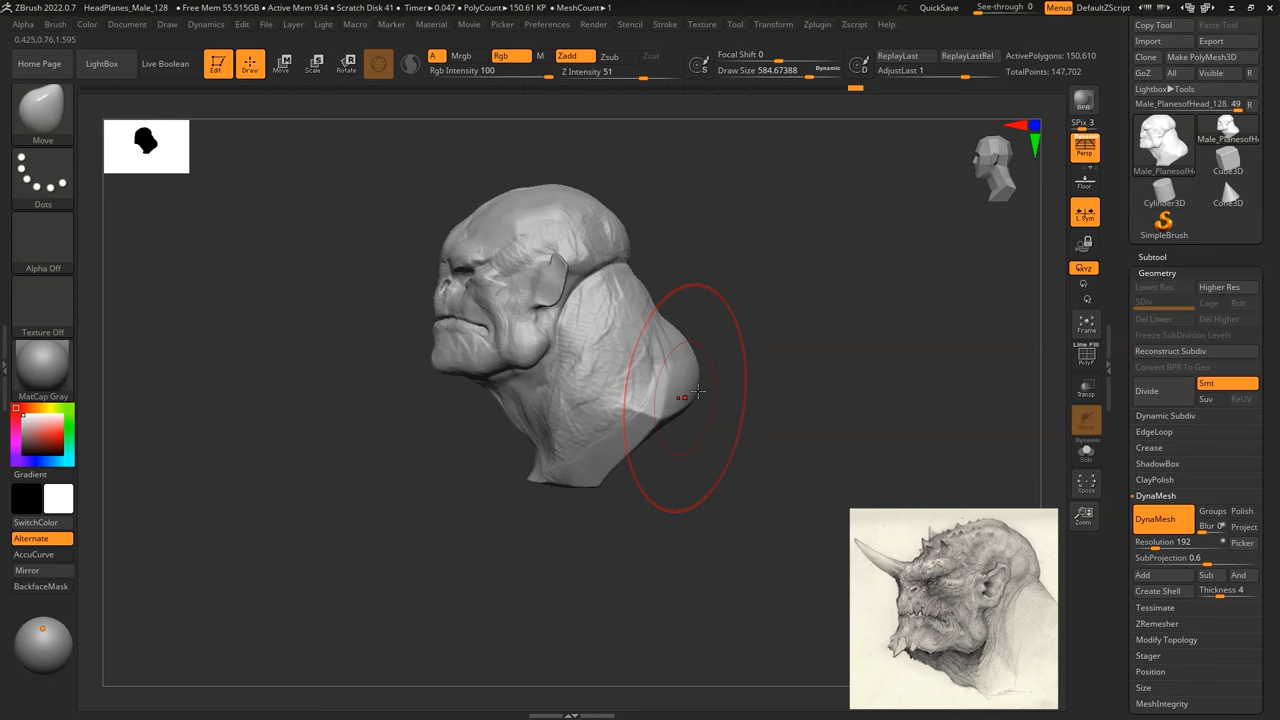 ZBrush 2022.0.7 HeadPlanes_Male_128 • Free Mem 55.515GB • Active Mem 934 • Scratch Disk 41 • Timer▸0.047 • PolyCount▸150.61 KP • MeshCount▸1 AC QuickSave See-through 0 Menus DefaultZScript
Alpha Brush Color Document Draw Dynamics Edit File Layer Light Macro Marker Material Movie Picker Preferences Render Stencil Stroke Texture Tool Transform Zplugin Zscript Help
0.425,0.76,1.595
Home Page LightBox Live Boolean
Edit Draw Move Scale Rotate
A Mrgb Rgb M Zadd Zsub Zcut
Rgb Intensity 100 Z Intensity 51
Focal Shift 0
Draw Size 584.67388 Dynamic
S D
ReplayLast ReplayLastRel
AdjustLast 1
ActivePolygons: 150,610
TotalPoints: 147,702
Move
Dots
Alpha Off
Texture Off
MatCap Gray
Gradient
SwitchColor
Alternate
AccuCurve
Mirror
BackfaceMask
BPR
SPix 3
Dynamic
Persp
Floor
L.Sym
XYZ
Frame
Line Fill
PolyF
Transp
Dynamic
Solo
Xpose
Zoom
Copy Tool Paste Tool
Import Export
Clone Make PolyMesh3D
GoZ All Visible R
Lightbox▸Tools
Male_PlanesofHead_128. 49 R
Male_PlanesofHe
Male_PlanesofHe
Cube3D
Cylinder3D Cone3D
SimpleBrush
Subtool
Geometry
Lower Res Higher Res
SDiv Cage Rstr
Del Lower Del Higher
Freeze SubDivision Levels
Reconstruct Subdiv
Convert BPR To Geo
Divide Smt
Suv ReUV
Dynamic Subdiv
EdgeLoop
Crease
ShadowBox
ClayPolish
DynaMesh
DynaMesh Groups Polish
Blur 0 Project
Resolution 192 Picker
SubProjection 0.6
Add Sub And
Create Shell Thickness 4
Tessimate
ZRemesher
Modify Topology
Stager
Position
Size
MeshIntegrity